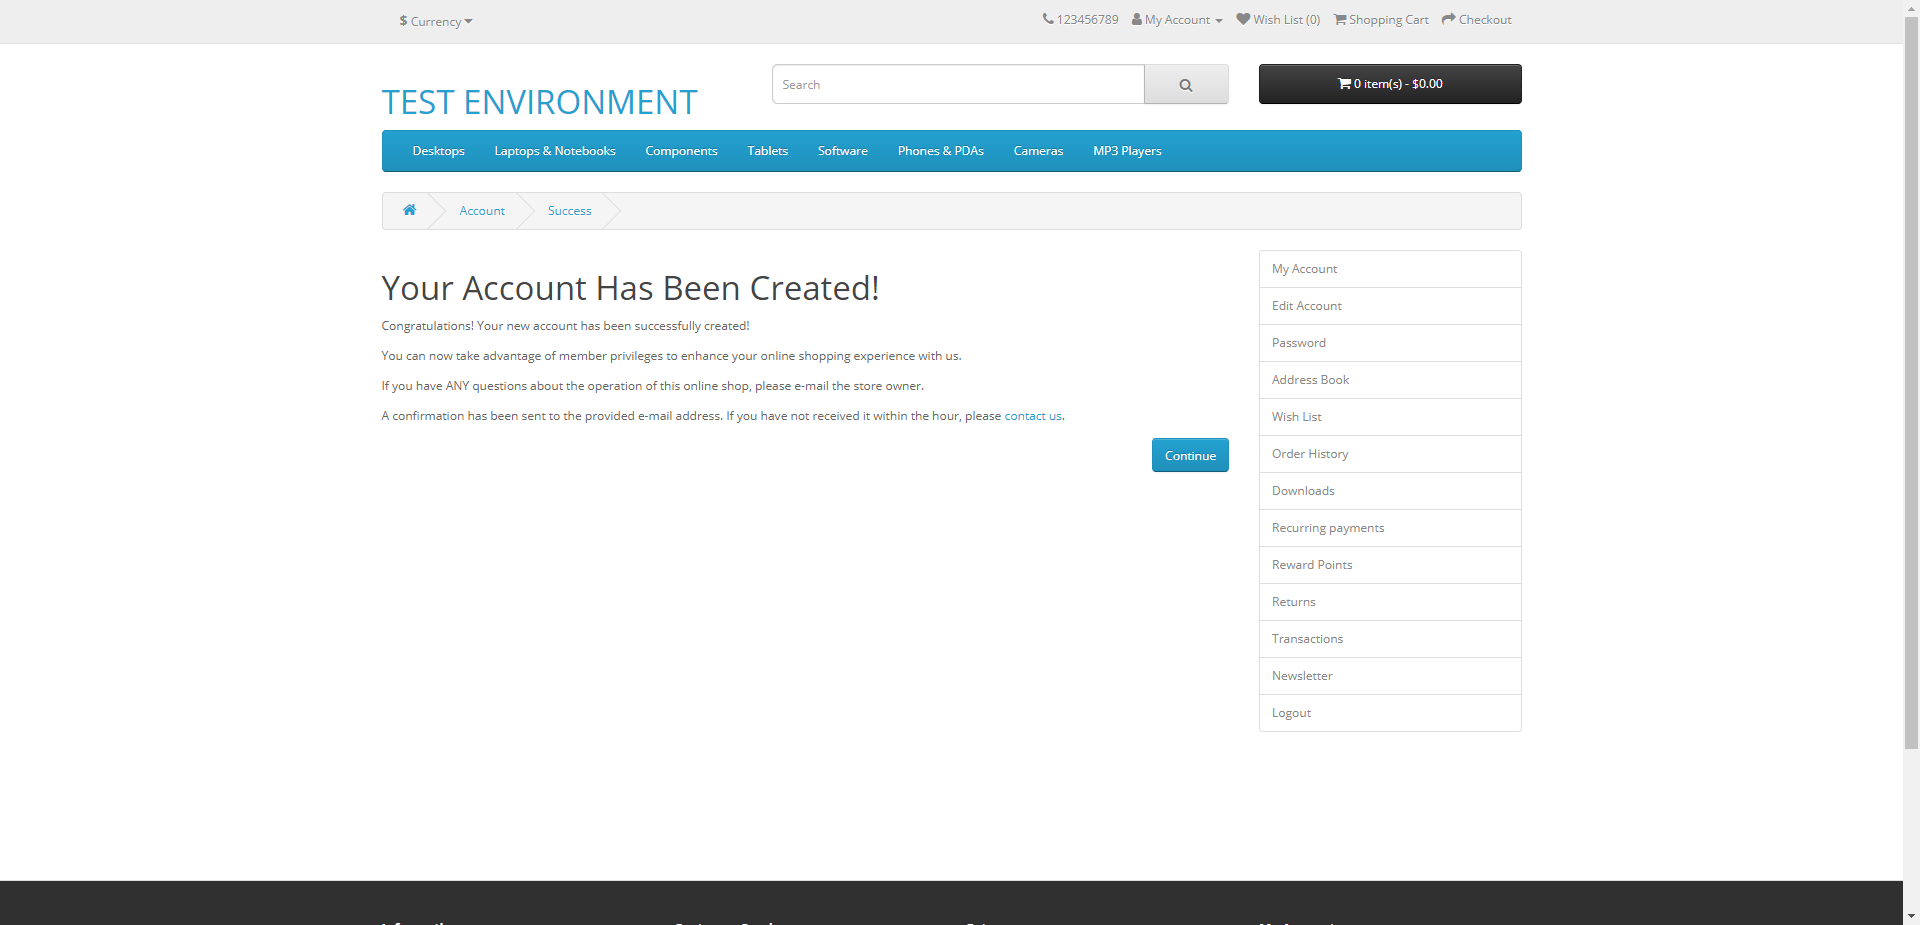 $ Currency
123456789 My Account Wish List (0) Shopping Cart Checkout
TEST ENVIRONMENT
Search
0 item(s) - $0.00
Desktops Laptops & Notebooks Components Tablets Software Phones & PDAs Cameras MP3 Players
Account Success
Your Account Has Been Created!
Congratulations! Your new account has been successfully created!
You can now take advantage of member privileges to enhance your online shopping experience with us.
If you have ANY questions about the operation of this online shop, please e-mail the store owner.
A confirmation has been sent to the provided e-mail address. If you have not received it within the hour, please contact us.
Continue
My Account
Edit Account
Password
Address Book
Wish List
Order History
Downloads
Recurring payments
Reward Points
Returns
Transactions
Newsletter
Logout